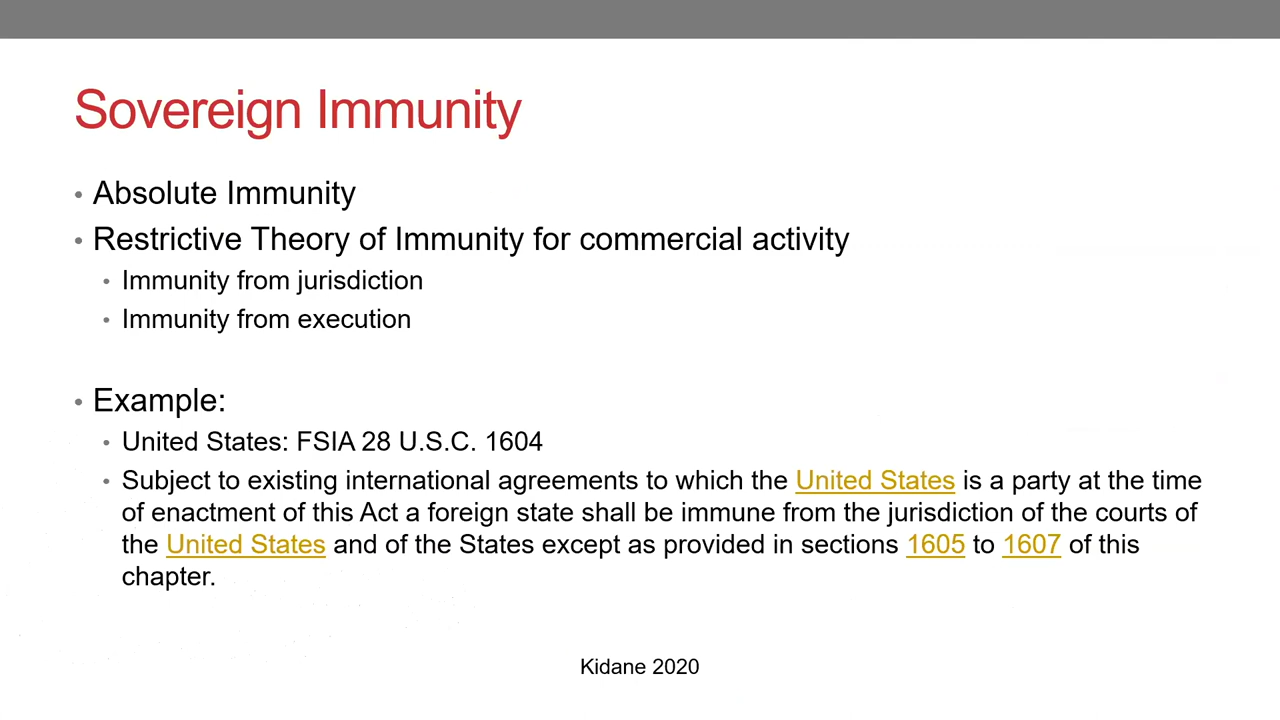 Sovereign Immunity
• Absolute Immunity
• Restrictive Theory of Immunity for commercial activity
• Immunity from jurisdiction
• Immunity from execution
• Example:
• United States: FSIA 28 U.S.C. 1604
• Subject to existing international agreements to which the United States is a party at the time
of enactment of this Act a foreign state shall be immune from the jurisdiction of the courts of
the United States and of the States except as provided in sections 1605 to 1607 of this
chapter.
Kidane 2020